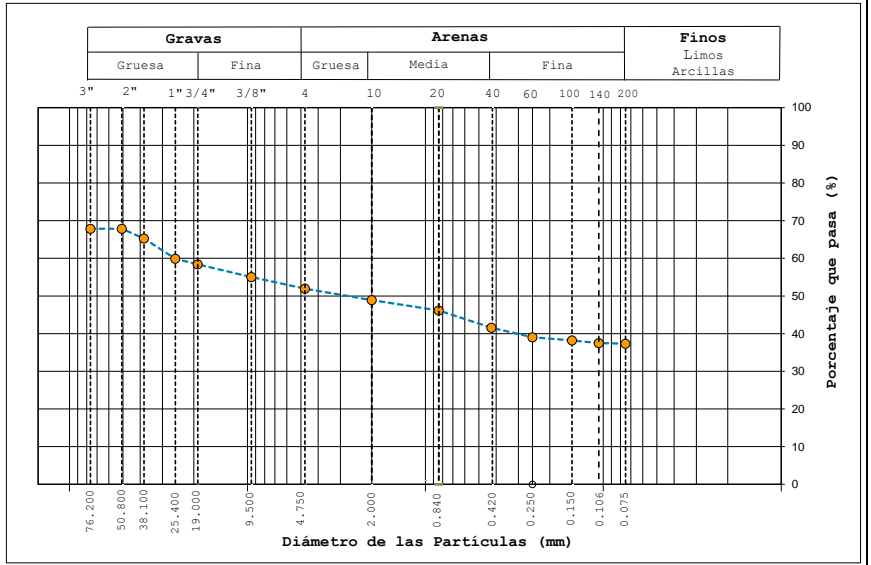 Gravas Arenas Finos
Gruesa Fina Gruesa Media Fina Limos
Arcillas
3" 2" 1" 3/4" 3/8" 4 10 20 40 60 100 140 200
100
90
80
70
60
50
40
30
20
10
0
Porcentaje que pasa (%)
76.200 50.800 38.100 25.400 19.000 9.500 4.750 2.000 0.840 0.420 0.250 0.150 0.106 0.075
Diámetro de las Partículas (mm)